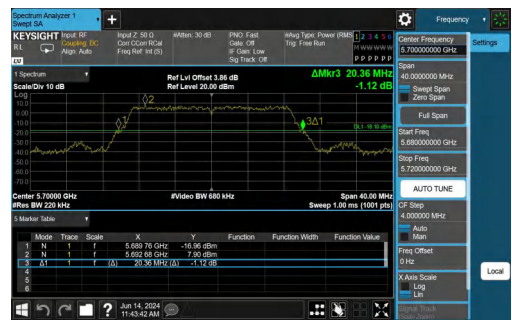 Spectrum Analyzer 1
Swept SA
Frequency
KEYSIGHT
Input: RF
Input Z: 50 Ω
#Atten: 30 dB
PNO: Fast
#Avg Type: Power (RMS)
1 2 3 4 5 6
RL
Coupling: DC
Corr CCorr RCal
Gate: Off
Trig: Free Run
M W W W W W
Align: Auto
Freq Ref: Int (S)
IF Gain: Low
P P P P P P
Sig Track: Off
LXI
1 Spectrum
Ref Lvl Offset 3.86 dB
ΔMkr3 20.36 MHz
Scale/Div 10 dB
Ref Level 20.00 dBm
-1.12 dB
Log
10.0
0.00
-10.0
-20.0
-30.0
-40.0
-50.0
-60.0
-70.0
2
1
3Δ1
Center 5.70000 GHz
#Video BW 680 kHz
Span 40.00 MHz
#Res BW 220 kHz
Sweep 1.00 ms (1001 pts)
5 Marker Table
Mode Trace Scale X Y Function Function Width Function Value
1 N 1 f 5.689 76 GHz -16.96 dBm
2 N 1 f 5.692 68 GHz 7.90 dBm
3 Δ1 1 f (Δ) 20.36 MHz (Δ) -1.12 dB
4
5
6
Jun 14, 2024
11:43:42 AM
Center Frequency
5.700000000 GHz
Settings
Span
40.0000000 MHz
Swept Span
Zero Span
Full Span
Start Freq
5.680000000 GHz
Stop Freq
5.720000000 GHz
AUTO TUNE
CF Step
4.000000 MHz
Auto
Man
Freq Offset
0 Hz
X Axis Scale
Log
Lin
Local
Signal Track